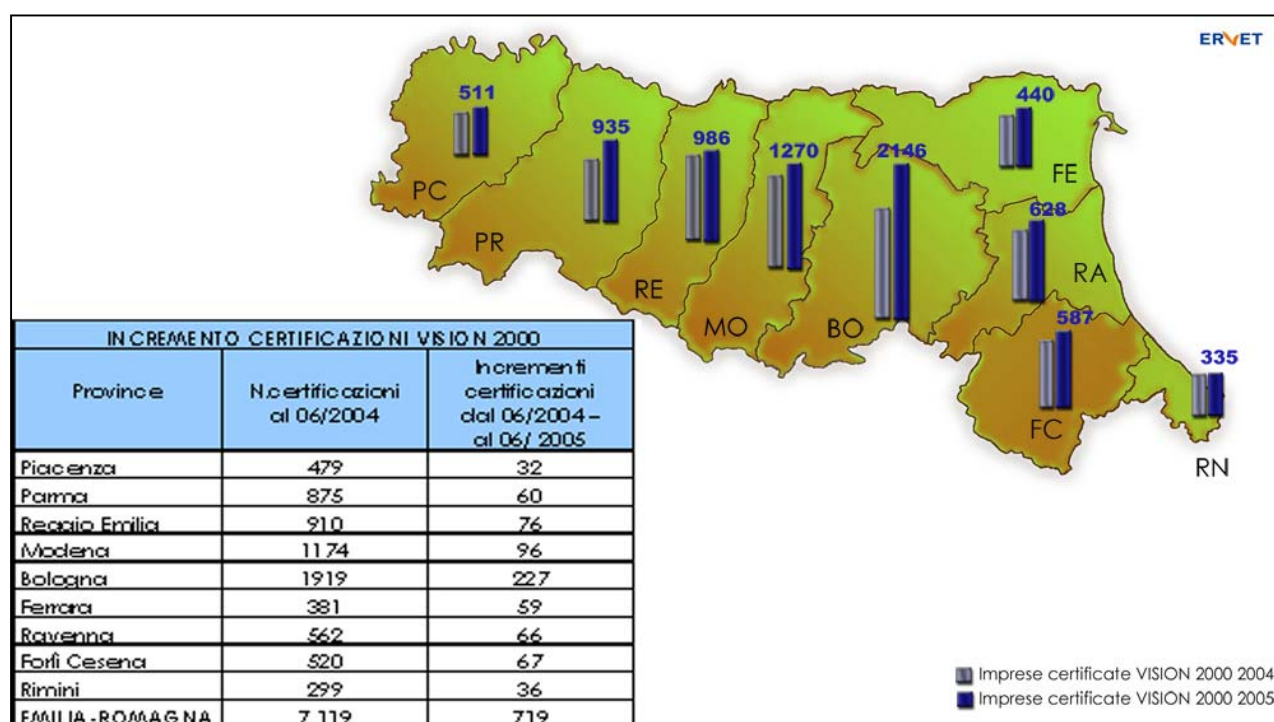 ERVET
511
935
986
1270
2146
440
628
587
335
PC
PR
RE
MO
BO
FE
RA
FC
RN
INCREMENTO CERTIFICAZIONI VISION 2000
Province N.certificazioni al 06/2004 Incrementi certificazioni dal 06/2004 – al 06/ 2005
Piacenza 479 32
Parma 875 60
Reggio Emilia 910 76
Modena 1174 96
Bologna 1919 227
Ferrara 381 59
Ravenna 562 66
Forlì Cesena 520 67
Rimini 299 36
EMILIA-ROMAGNA 7.119 719
Imprese certificate VISION 2000 2004
Imprese certificate VISION 2000 2005